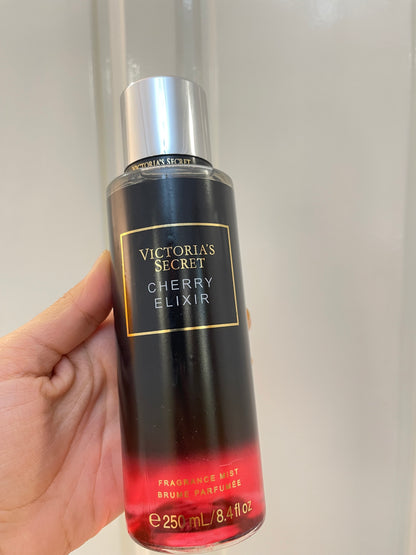 VICTORIA'S SECRET
VICTORIA'S
SECRET
CHERRY
ELIXIR
FRAGRANCE MIST
BRUME PARFUMÉE
℮ 250 mL/8.4 fl oz